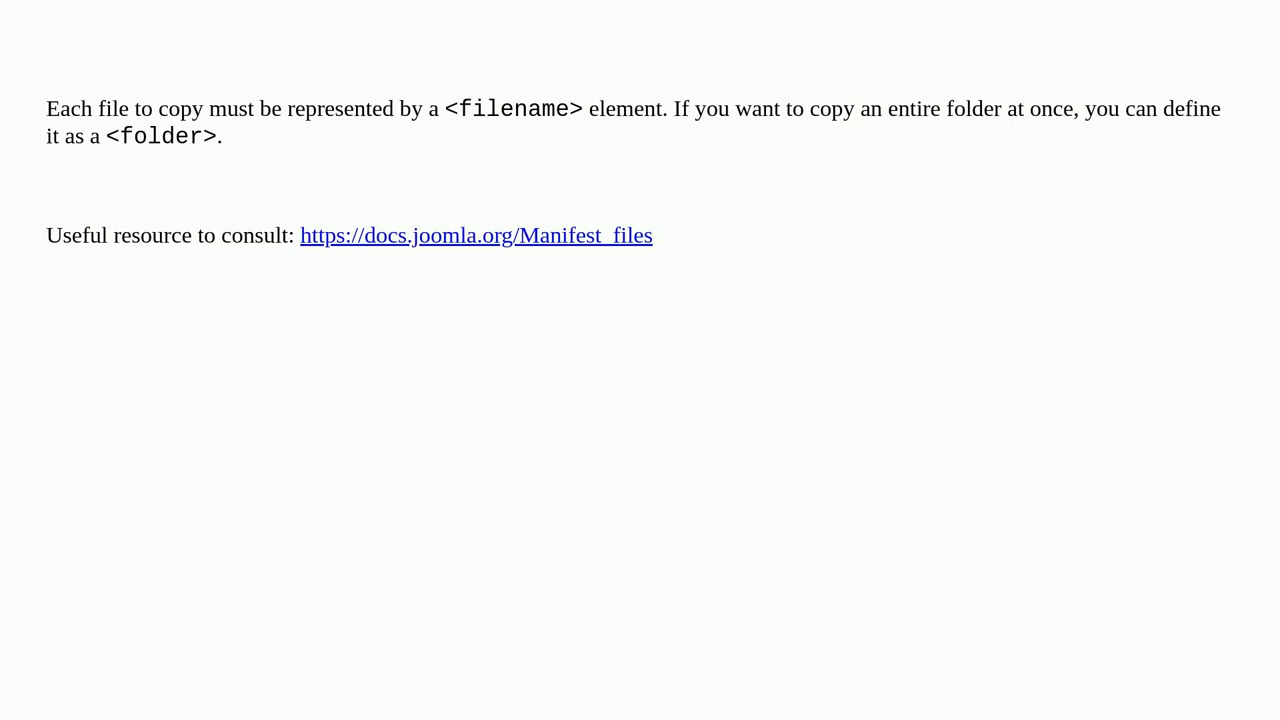 Each file to copy must be represented by a <filename> element. If you want to copy an entire folder at once, you can define
it as a <folder>.
Useful resource to consult: https://docs.joomla.org/Manifest_files